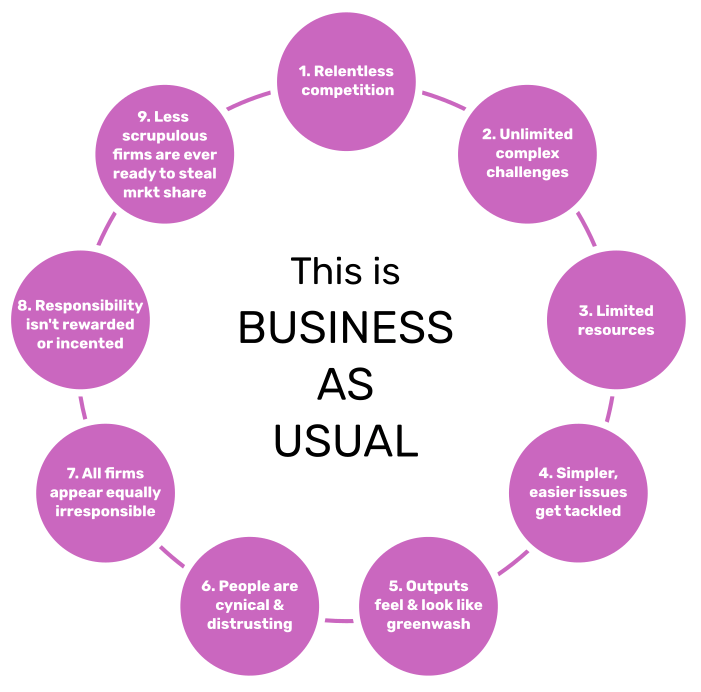 1. Relentless
competition
2. Unlimited
complex
challenges
3. Limited
resources
4. Simpler,
easier issues
get tackled
5. Outputs
feel & look like
greenwash
6. People are
cynical &
distrusting
7. All firms
appear equally
irresponsible
8. Responsibility
isn't rewarded
or incented
9. Less
scrupulous
firms are ever
ready to steal
mrkt share
This is
BUSINESS
AS
USUAL